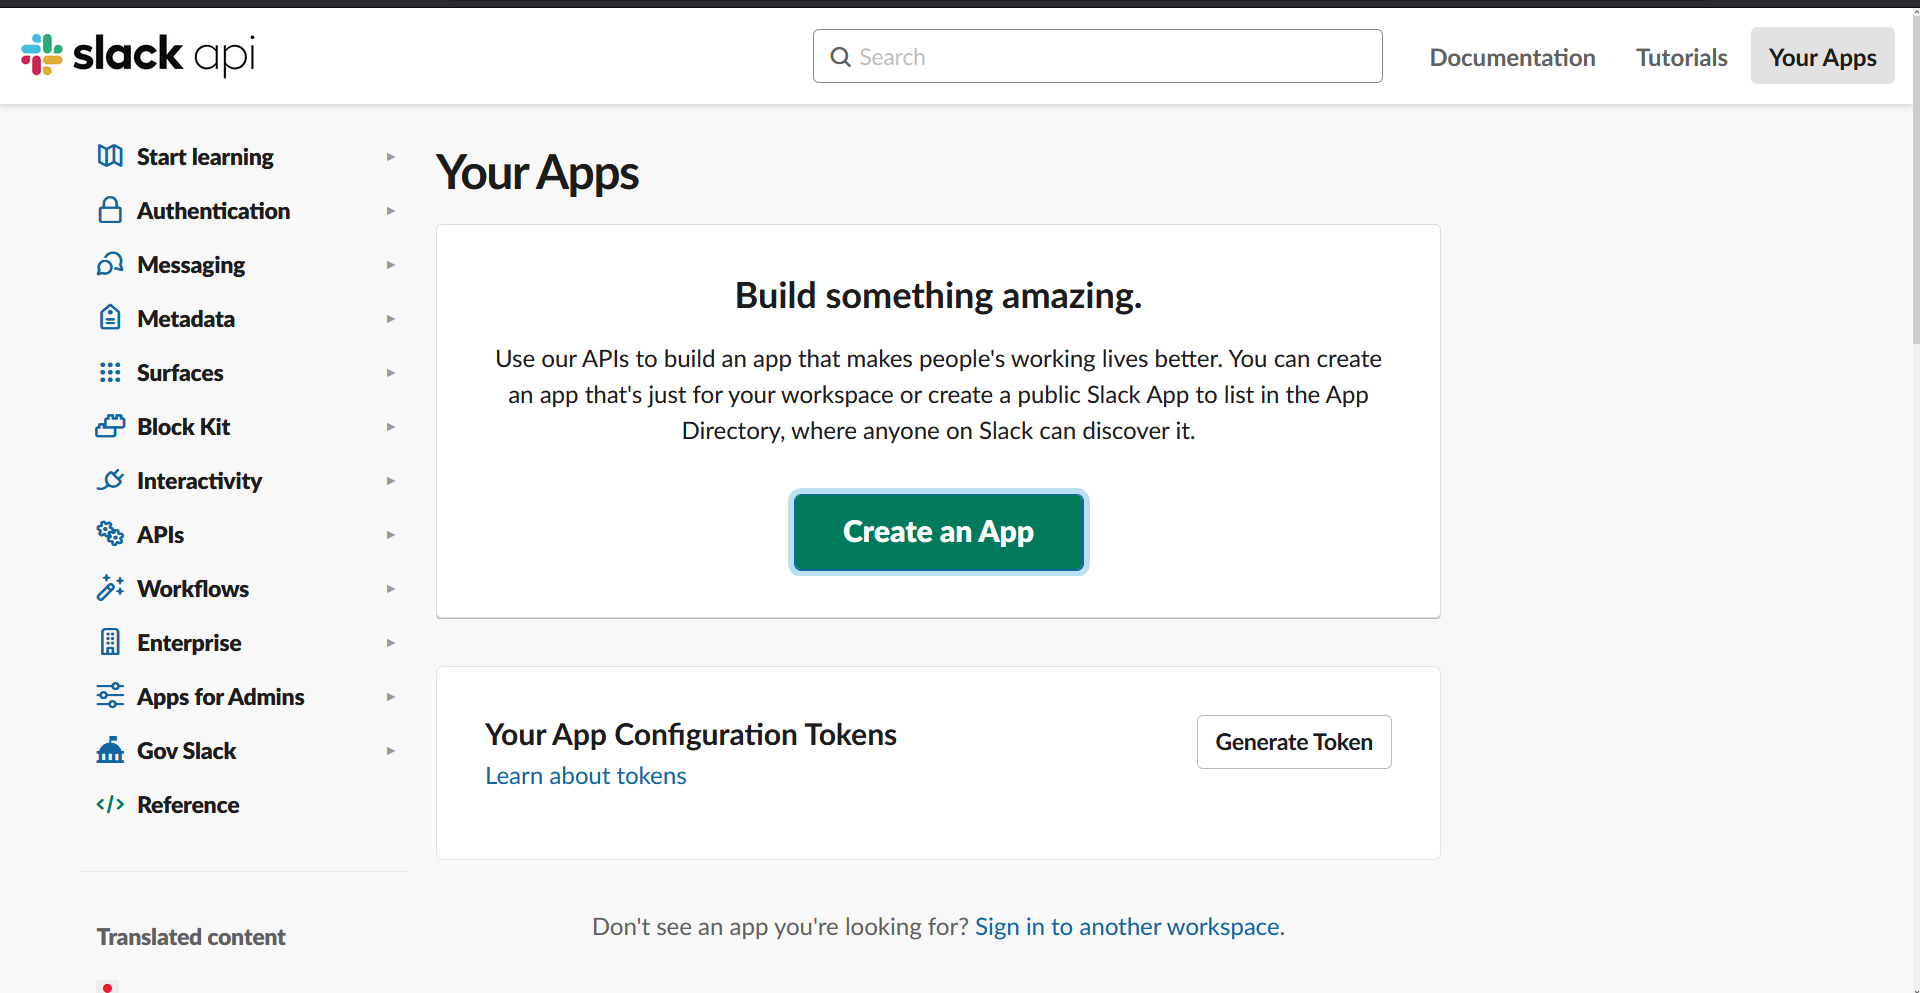 slack api
Search
Documentation
Tutorials
Your Apps
Start learning
Authentication
Messaging
Metadata
Surfaces
Block Kit
Interactivity
APIs
Workflows
Enterprise
Apps for Admins
Gov Slack
Reference
Translated content
Your Apps
Build something amazing.
Use our APIs to build an app that makes people's working lives better. You can create
an app that's just for your workspace or create a public Slack App to list in the App
Directory, where anyone on Slack can discover it.
Create an App
Your App Configuration Tokens
Learn about tokens
Generate Token
Don't see an app you're looking for? Sign in to another workspace.